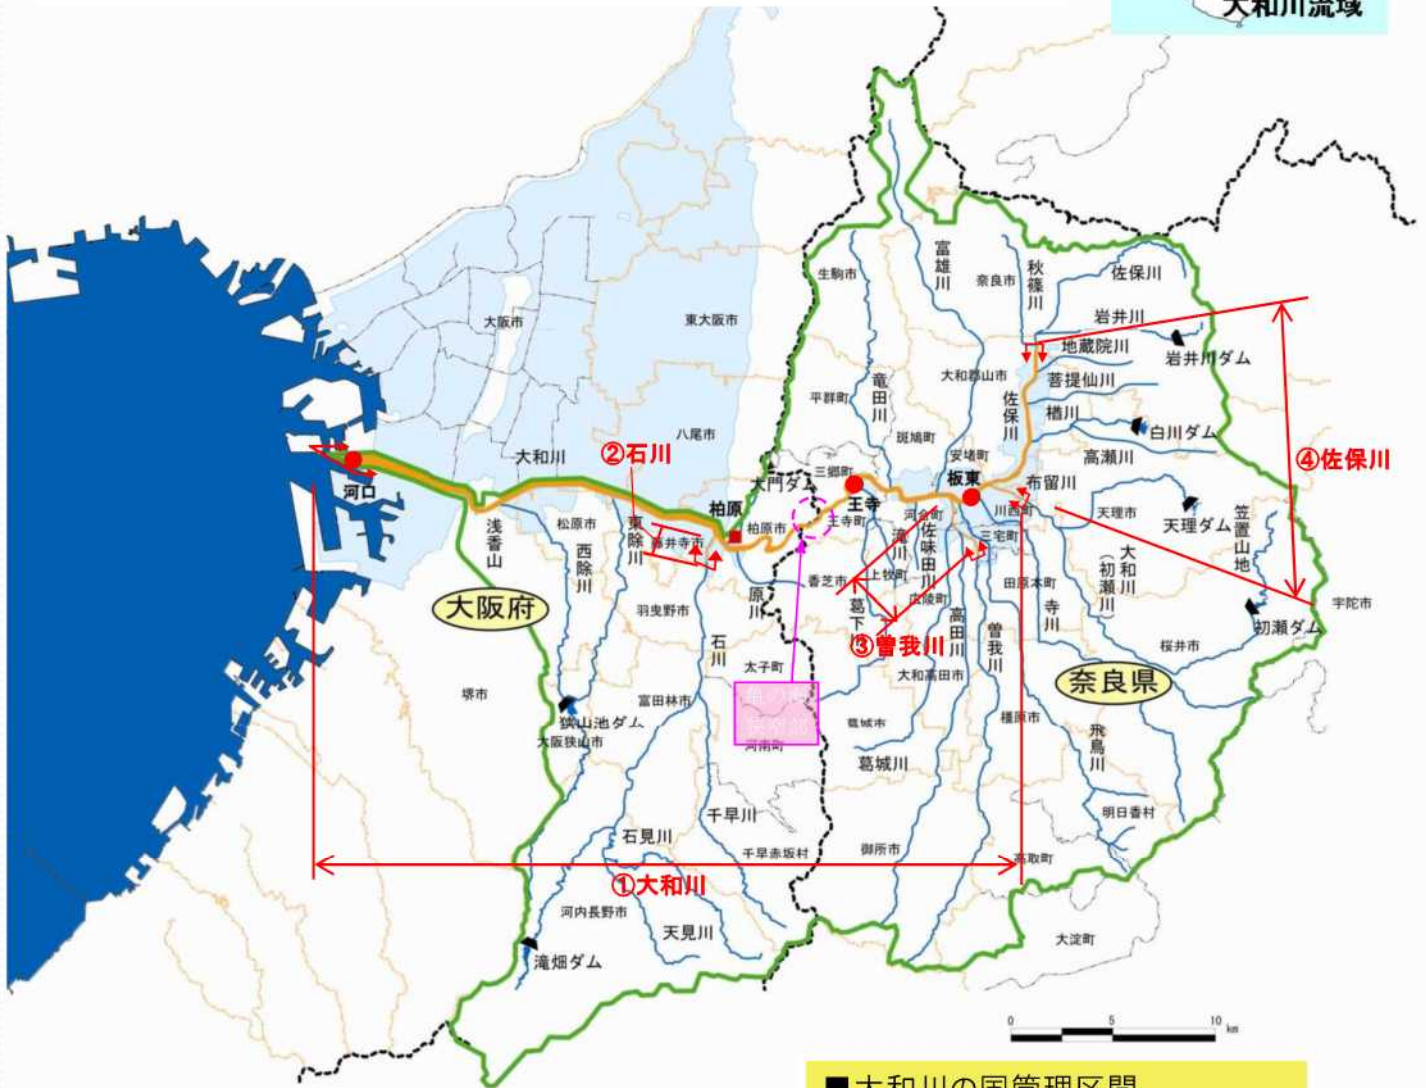 大和川流域
富雄川
生駒市
奈良市
秋篠川
佐保川
岩井川
大阪市
東大阪市
地蔵院川
岩井川ダム
大和郡山市
菩提仙川
竜田川
平群町
佐保川
楢川
白川ダム
八尾市
斑鳩町
②石川
大和川
安堵町
高瀬川
④佐保川
三郷町
大門ダム
板東
布留川
河口
王寺
柏原
柏原市
王寺町
河合町
川西町
天理市
天理ダム
笠置山地
浅香山
松原市
西除川
東除川
藤井寺市
滝川
佐味田川
三宅町
大和川
(初瀬川)
香芝市
上牧町
田原本町
大阪府
羽曳野市
原川
葛下川
広陵町
高田川
曽我川
寺川
宇陀市
初瀬ダム
石川
③曽我川
桜井市
太子町
大和高田市
奈良県
堺市
富田林市
狭山池ダム
大阪狭山市
河南町
葛城市
橿原市
飛鳥川
葛城川
明日香村
千早川
石見川
千早赤坂村
御所市
高取町
①大和川
河内長野市
天見川
大淀町
滝畑ダム
0 5 10 km
■大和川の国管理区間